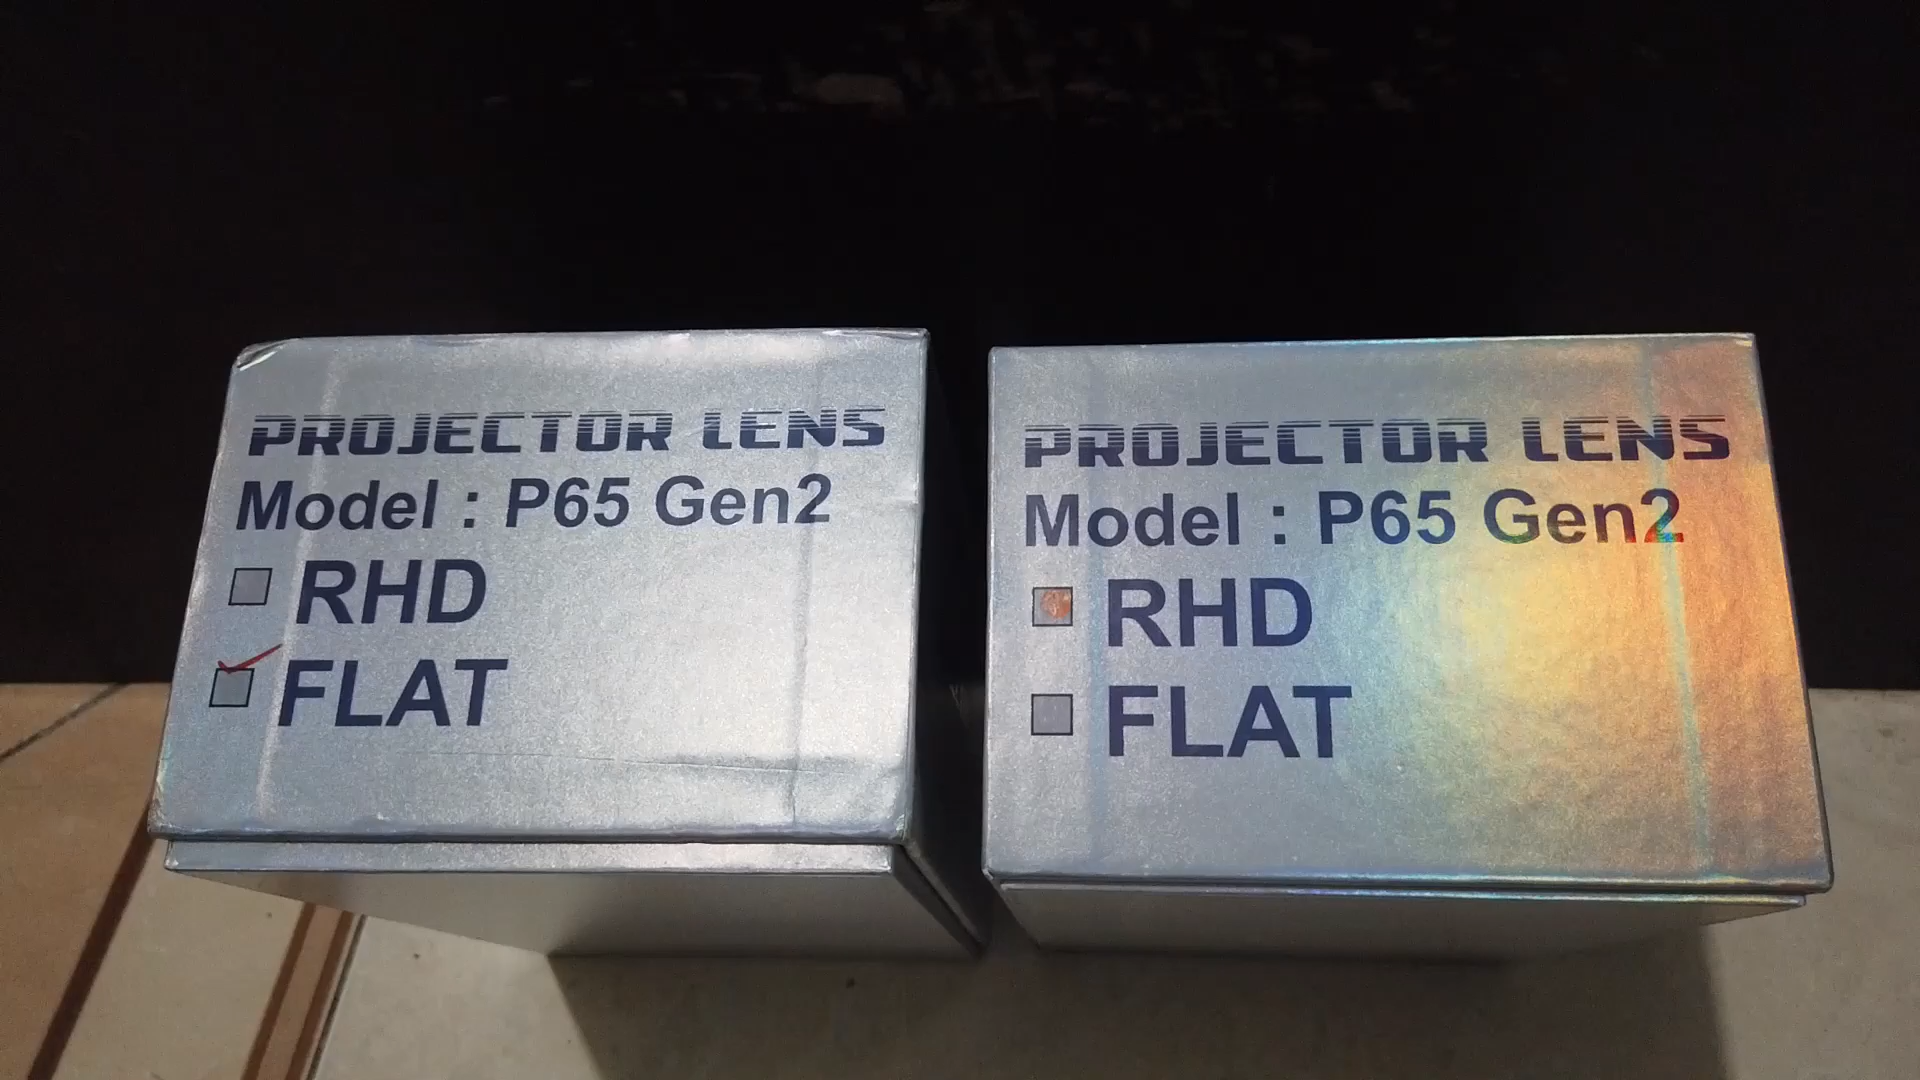 PROJECTOR LENS
Model : P65 Gen2
RHD
FLAT
PROJECTOR LENS
Model : P65 Gen2
RHD
FLAT